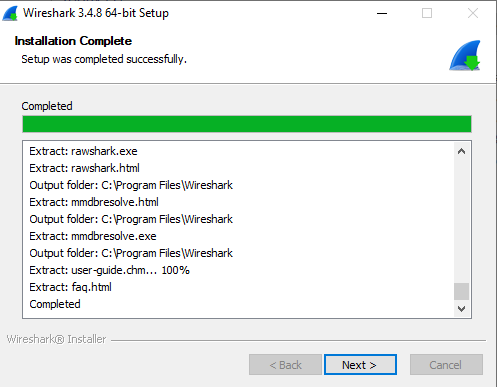 Wireshark 3.4.8 64-bit Setup
Installation Complete
Setup was completed successfully.
Completed
Extract: rawshark.exe
Extract: rawshark.html
Output folder: C:\Program Files\Wireshark
Extract: mmdbresolve.html
Output folder: C:\Program Files\Wireshark
Extract: mmdbresolve.exe
Output folder: C:\Program Files\Wireshark
Extract: user-guide.chm... 100%
Extract: faq.html
Completed
Wireshark® Installer
< Back Next > Cancel